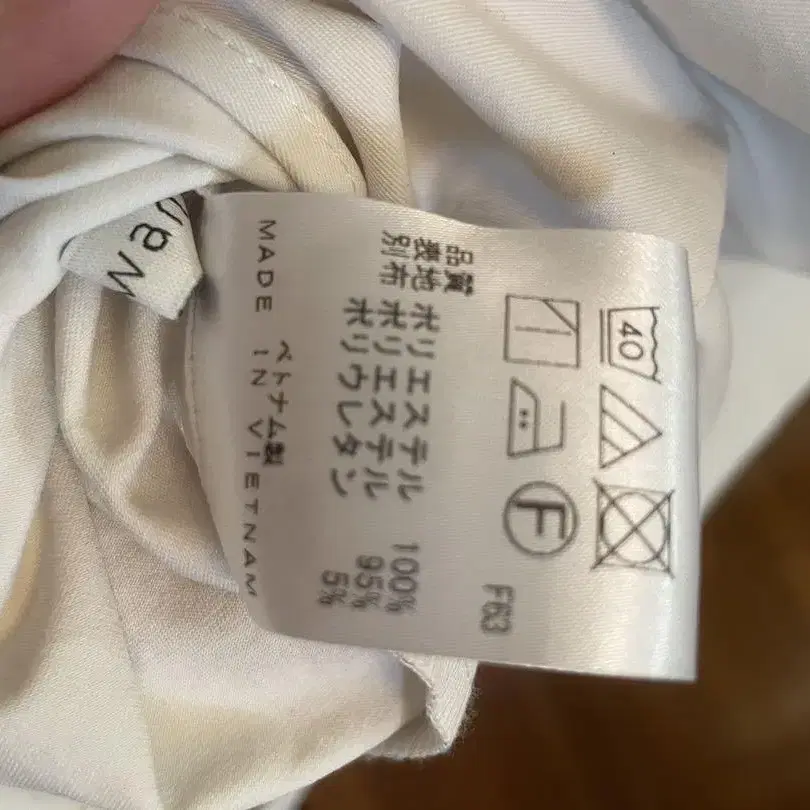 40
F
F63
品質
表地 ポリエステル 100%
別布 ポリエステル 95%
ポリウレタン 5%
ベトナム製
MADE IN VIETNAM